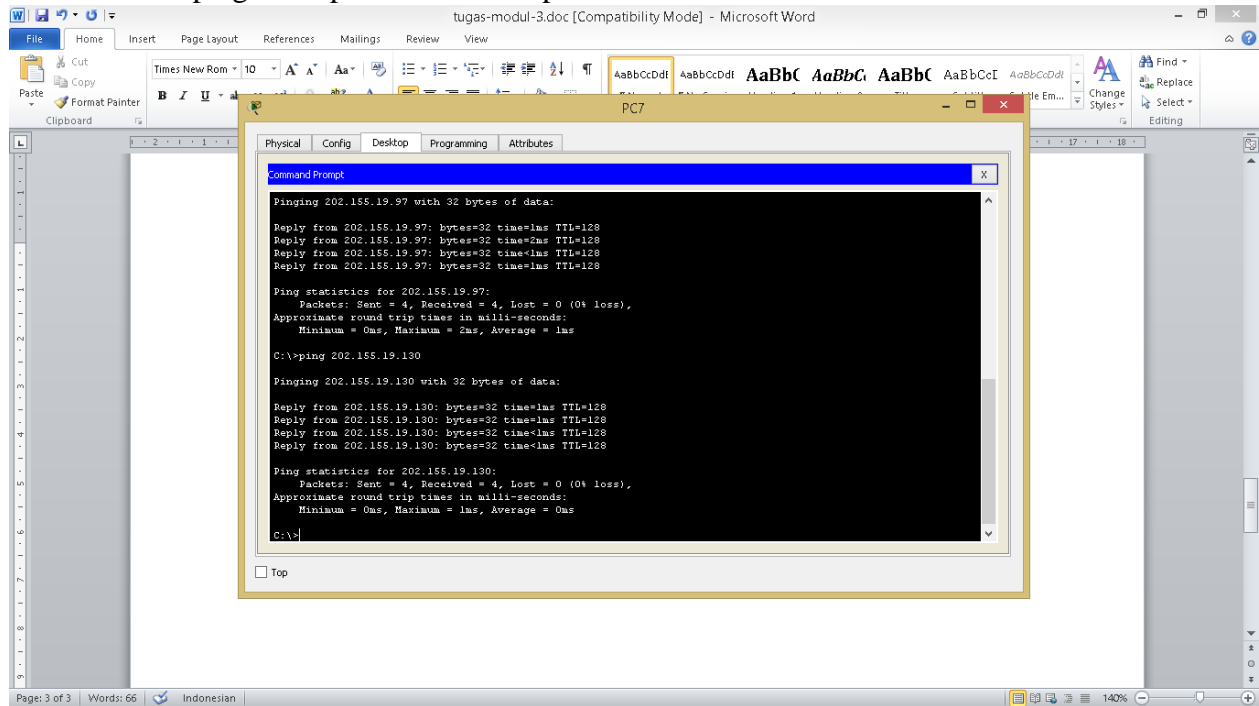 tugas-modul-3.doc [Compatibility Mode] - Microsoft Word
File Home Insert Page Layout References Mailings Review View
Cut
Copy
Format Painter
Paste
Clipboard
Times New Rom 10
B I U
AaBbCcDdE AaBbCcDdE AaBbC AaBbC AaBbC AaBbCcI AaBbCcDdI
Change Styles
Find
Replace
Select
Editing
PC7
Physical Config Desktop Programming Attributes
Command Prompt X
Pinging 202.155.19.97 with 32 bytes of data:
Reply from 202.155.19.97: bytes=32 time=1ms TTL=128
Reply from 202.155.19.97: bytes=32 time=2ms TTL=128
Reply from 202.155.19.97: bytes=32 time<1ms TTL=128
Reply from 202.155.19.97: bytes=32 time=1ms TTL=128
Ping statistics for 202.155.19.97:
Packets: Sent = 4, Received = 4, Lost = 0 (0% loss),
Approximate round trip times in milli-seconds:
Minimum = 0ms, Maximum = 2ms, Average = 1ms
C:\>ping 202.155.19.130
Pinging 202.155.19.130 with 32 bytes of data:
Reply from 202.155.19.130: bytes=32 time=1ms TTL=128
Reply from 202.155.19.130: bytes=32 time=1ms TTL=128
Reply from 202.155.19.130: bytes=32 time<1ms TTL=128
Reply from 202.155.19.130: bytes=32 time<1ms TTL=128
Ping statistics for 202.155.19.130:
Packets: Sent = 4, Received = 4, Lost = 0 (0% loss),
Approximate round trip times in milli-seconds:
Minimum = 0ms, Maximum = 1ms, Average = 0ms
C:\>
Top
Page: 3 of 3 Words: 66 Indonesian 140%